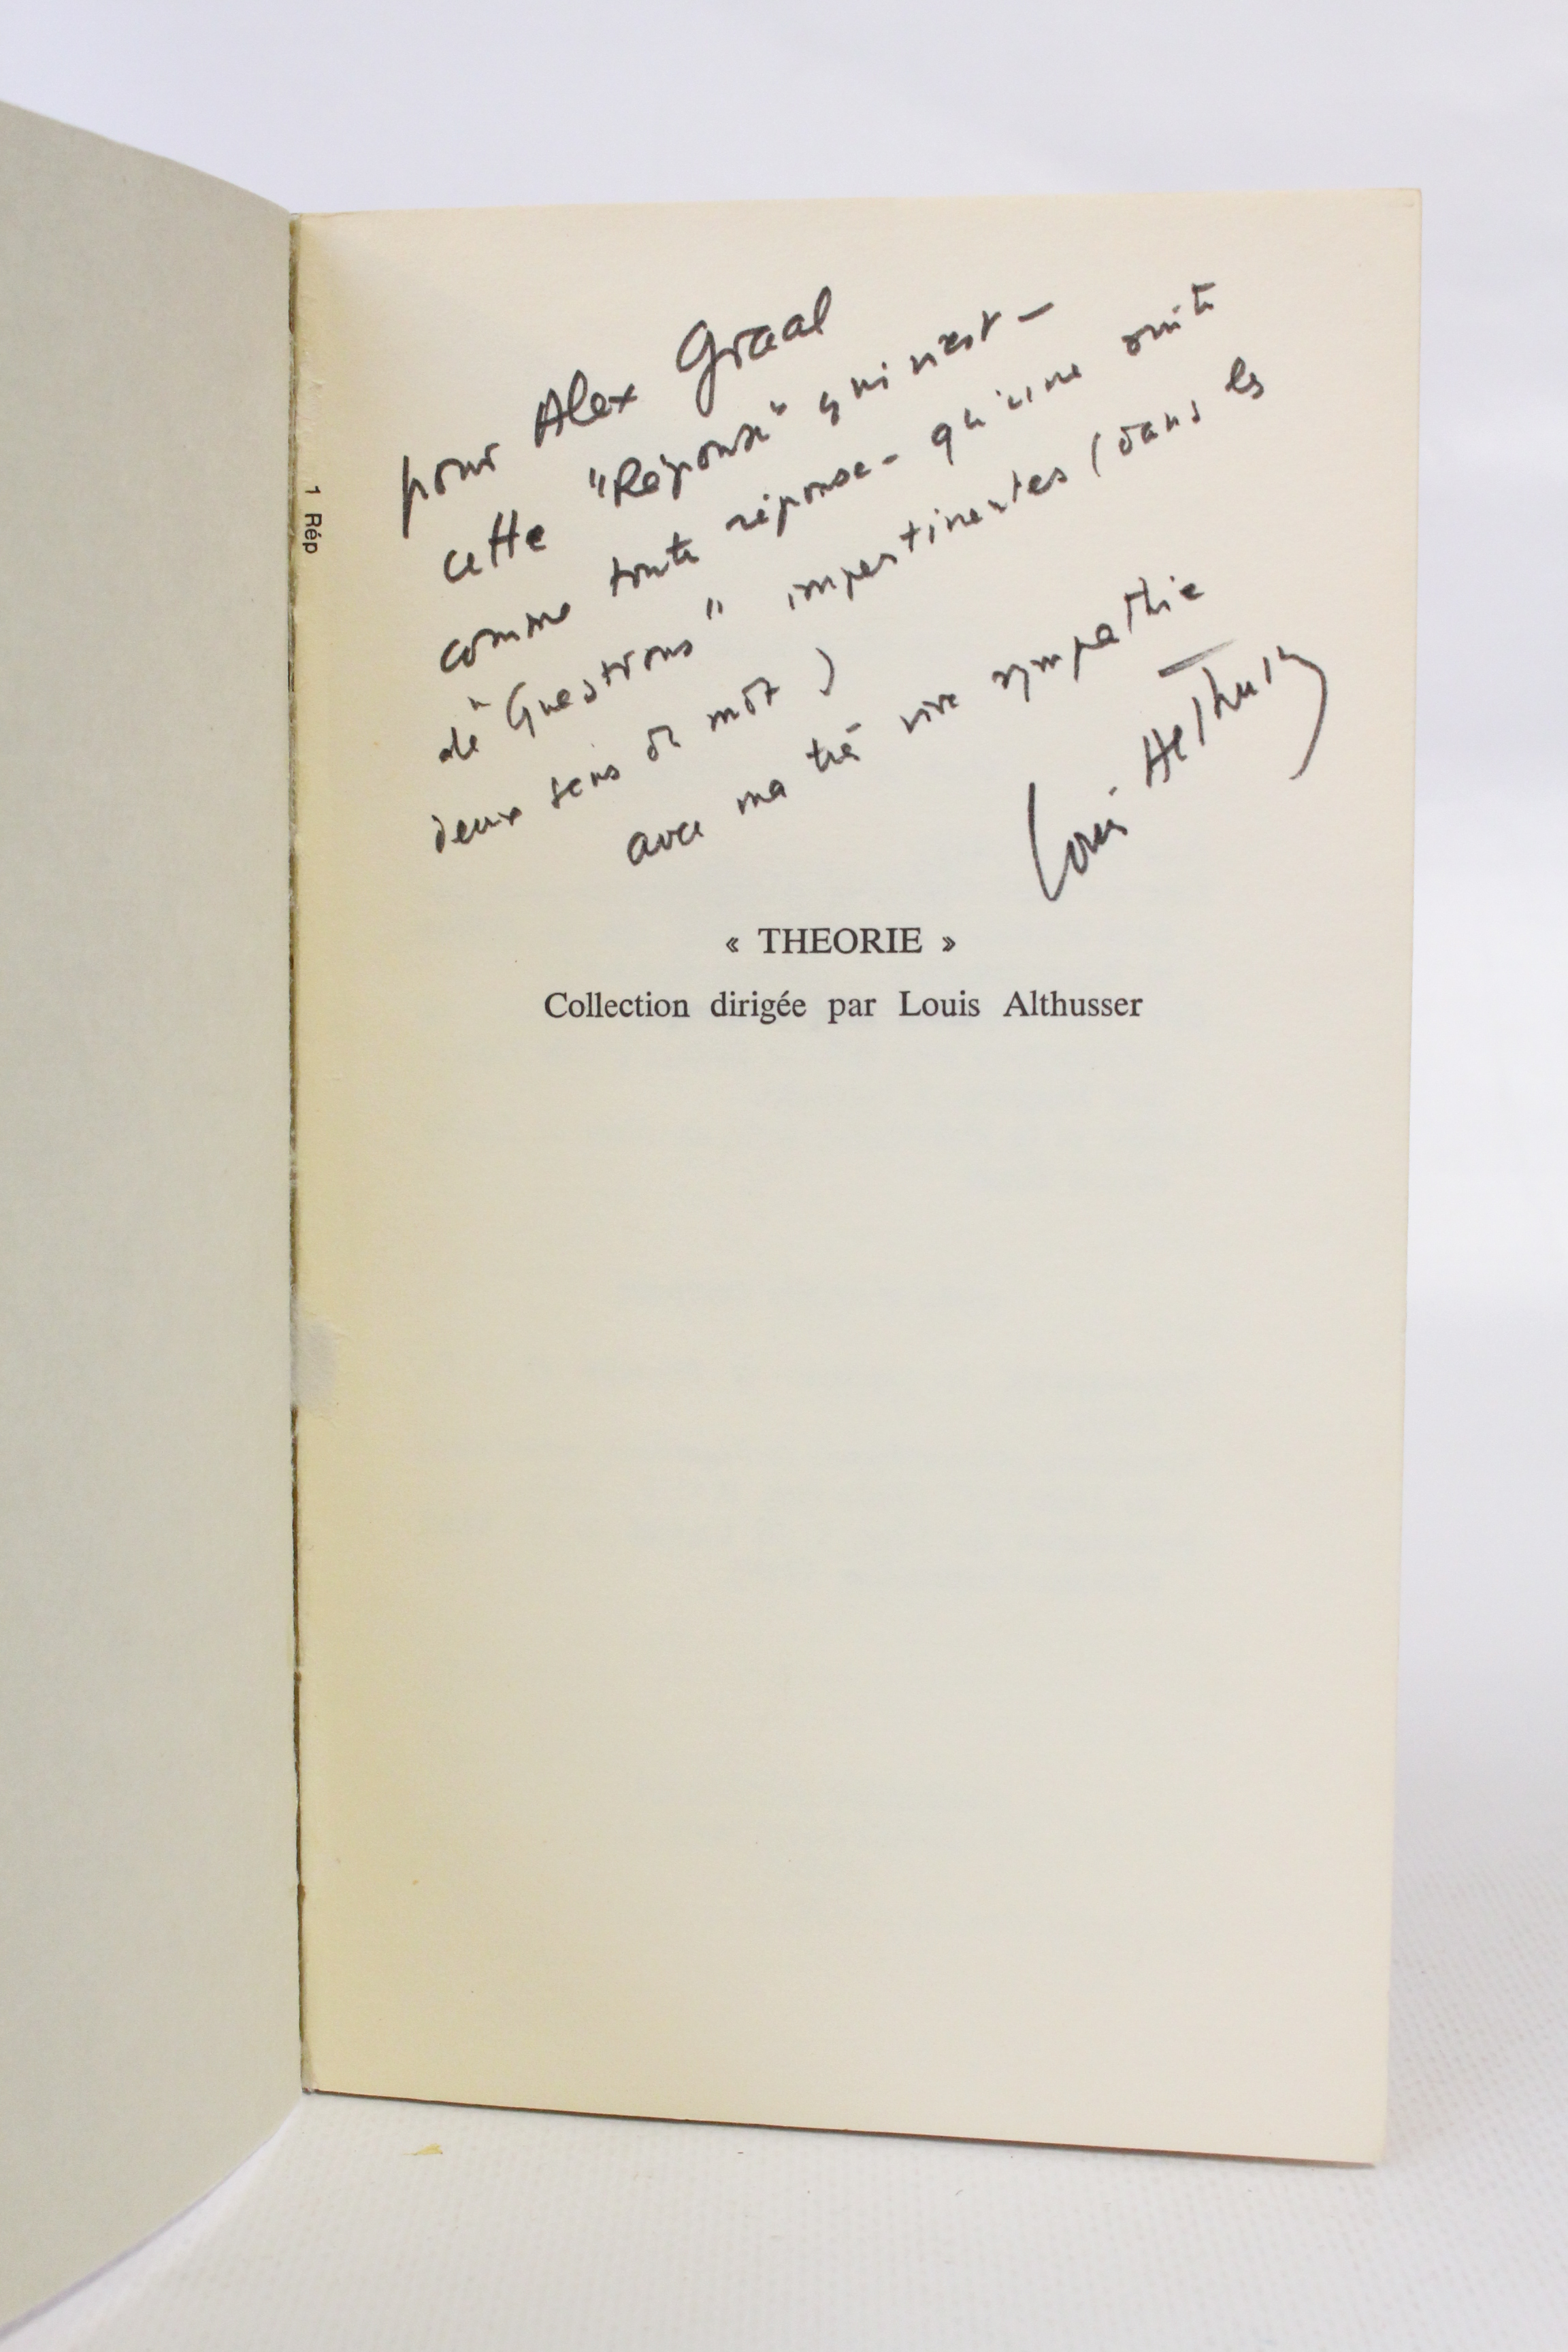 pour Alex Graal
cette "Réponse" qui n'est -
comme toute réponse - qu'une suite
de "Questions" impertinentes (dans les
deux sens du mot)
avec ma très vive sympathie
Louis Althusser
1 Rép
« THEORIE »
Collection dirigée par Louis Althusser